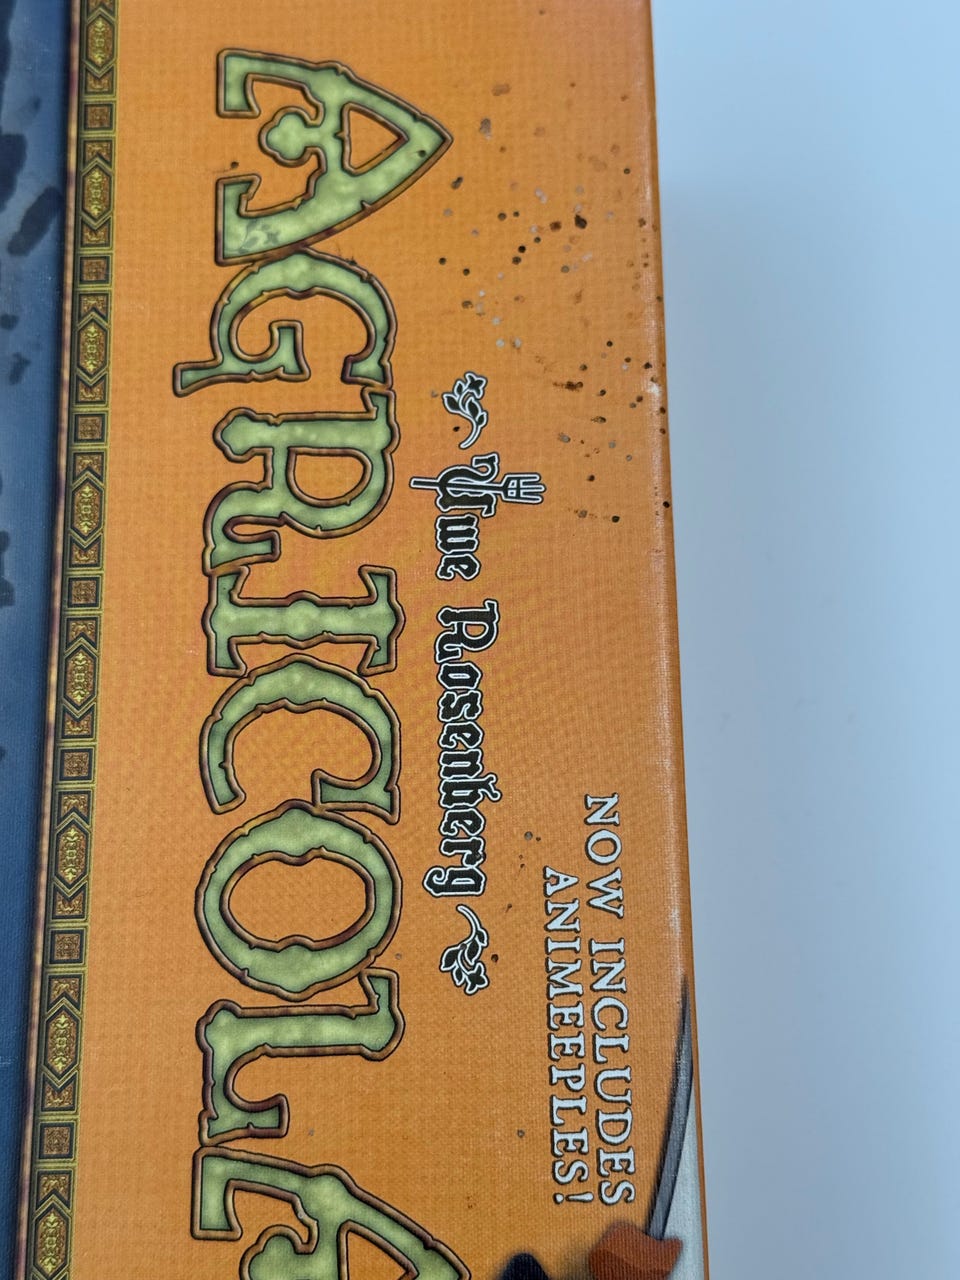 Uwe Rosenberg
AGRICOLA
NOW INCLUDES
ANIMEEPLES!